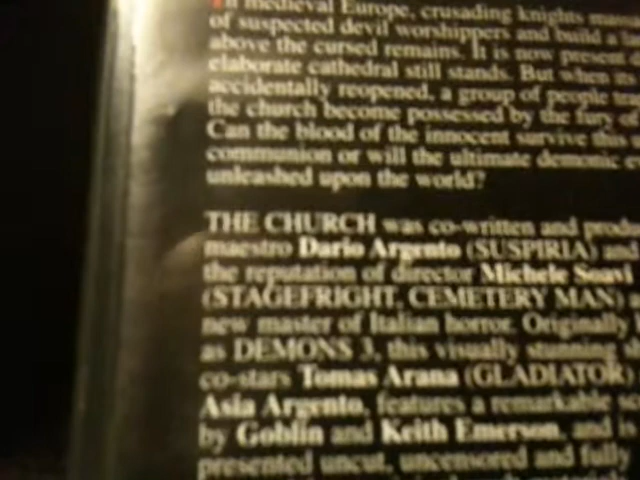 In medieval Europe, crusading knights
of suspected devil worshippers and build a
above the cursed remains. It is now present
elaborate cathedral still stands. But when its
accidentally reopened, a group of people
the church become possessed by the fury of
Can the blood of the innocent survive this
communion or will the ultimate demonic
unleashed upon the world?
THE CHURCH was co-written and
maestro Dario Argento (SUSPIRIA) and
the reputation of director Michele Soavi
(STAGEFRIGHT, CEMETERY MAN)
new master of Italian horror. Originally
as DEMONS 3, this visually stunning
co-stars Tomas Arana (GLADIATOR)
Asia Argento, features a remarkable
by Goblin and Keith Emerson, and is
presented uncut, uncensored and fully